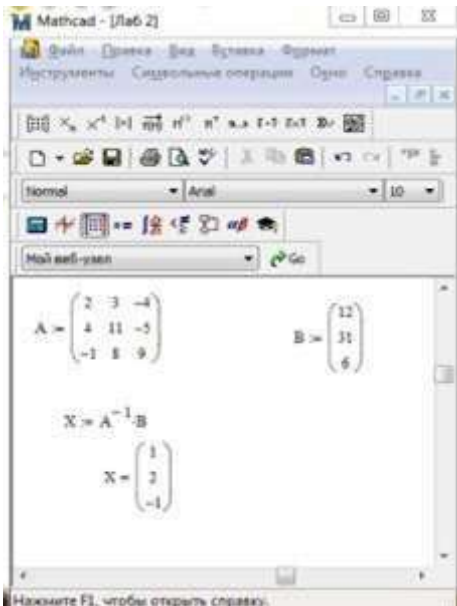 Mathcad - [Лаб 2]
Файл Правка Вид Вставка Формат
Инструменты Символьные операции Окно Справка
Normal Arial 10
Мой веб-узел Go
A := (2 3 -4
4 11 -5
-1 8 9)
B := (12
31
6)
X := A^-1·B
X = (1
2
-1)
Нажмите F1, чтобы открыть справку.